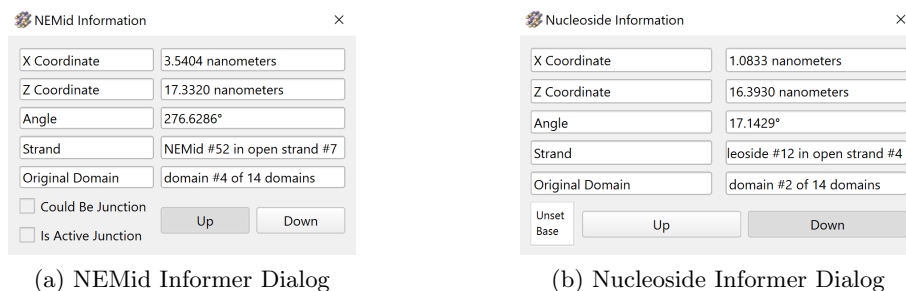 NEMid Information
X Coordinate 3.5404 nanometers
Z Coordinate 17.3320 nanometers
Angle 276.6286°
Strand NEMid #52 in open strand #7
Original Domain domain #4 of 14 domains
Could Be Junction
Is Active Junction
Up Down
(a) NEMid Informer Dialog
Nucleoside Information
X Coordinate 1.0833 nanometers
Z Coordinate 16.3930 nanometers
Angle 17.1429°
Strand leoside #12 in open strand #4
Original Domain domain #2 of 14 domains
Unset
Base
Up Down
(b) Nucleoside Informer Dialog